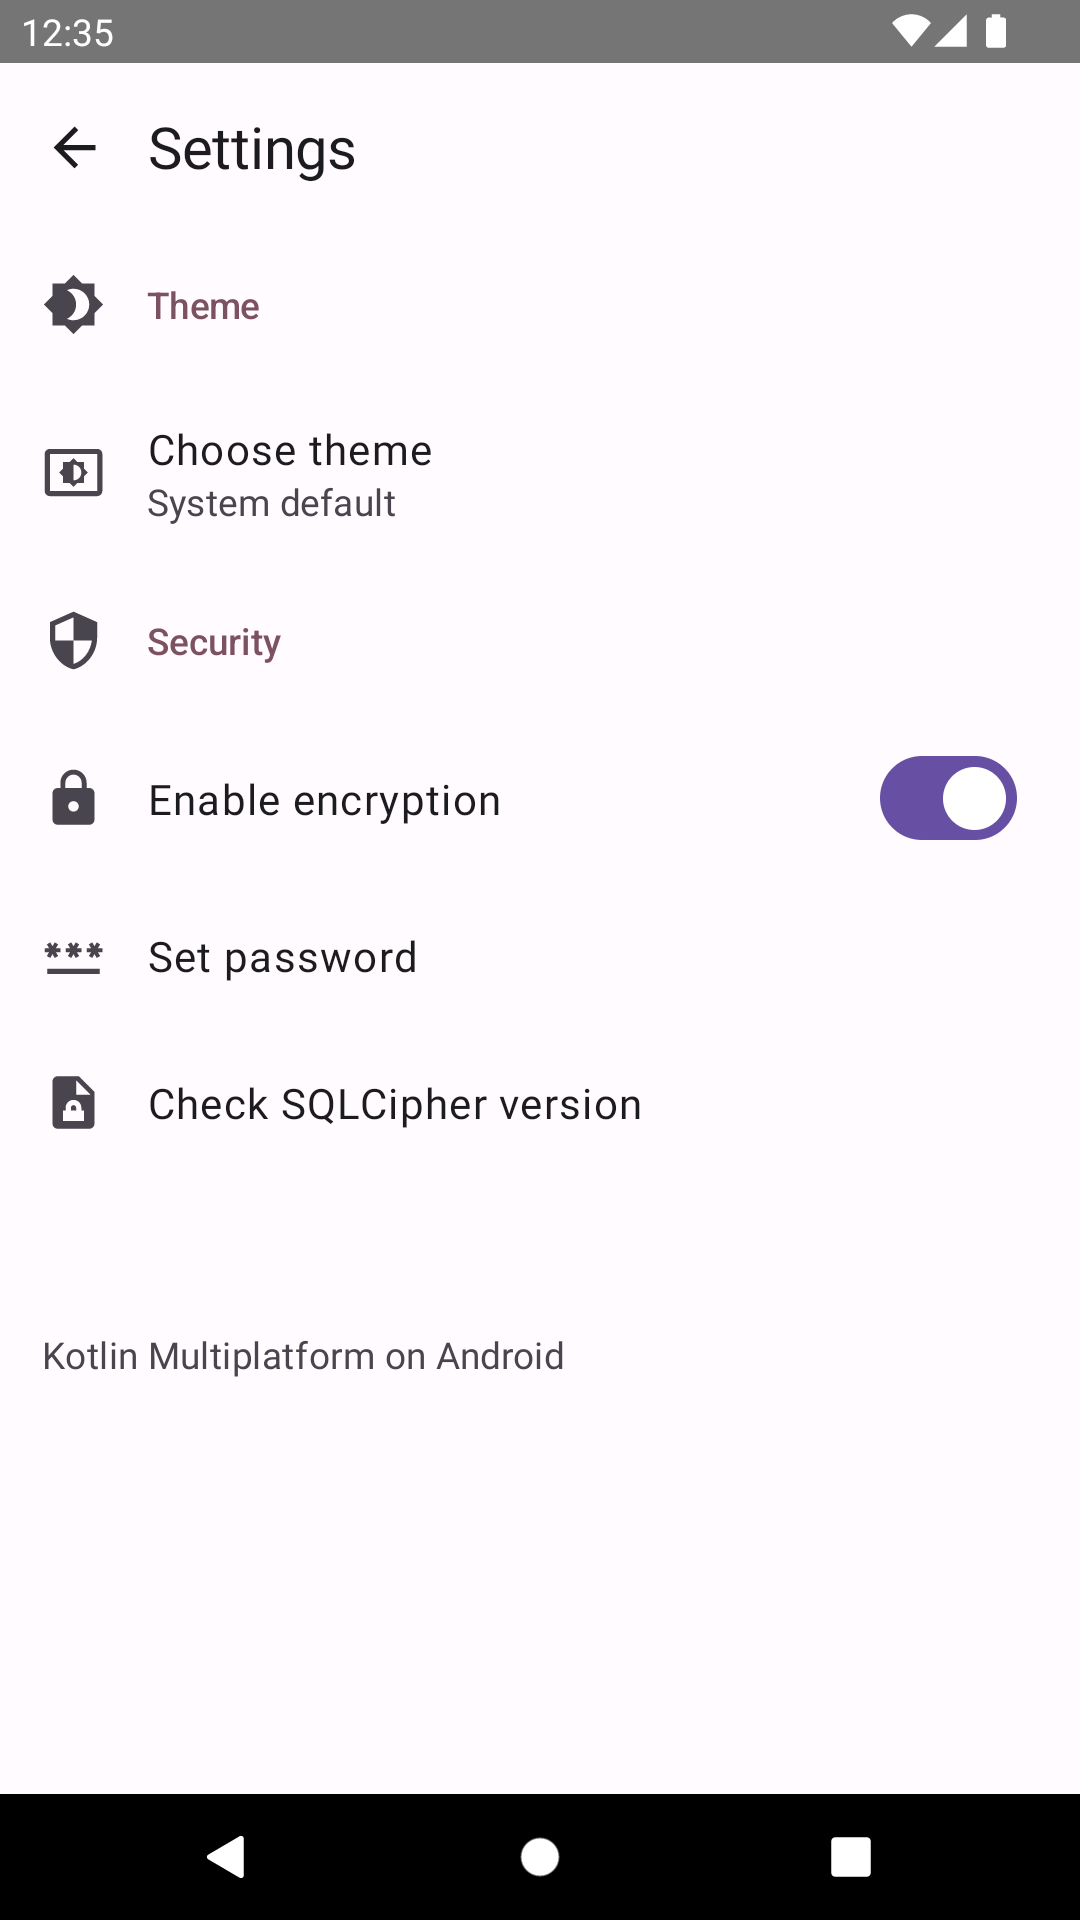 12:35
Settings
Theme
Choose theme
System default
Security
Enable encryption
Set password
Check SQLCipher version
Kotlin Multiplatform on Android